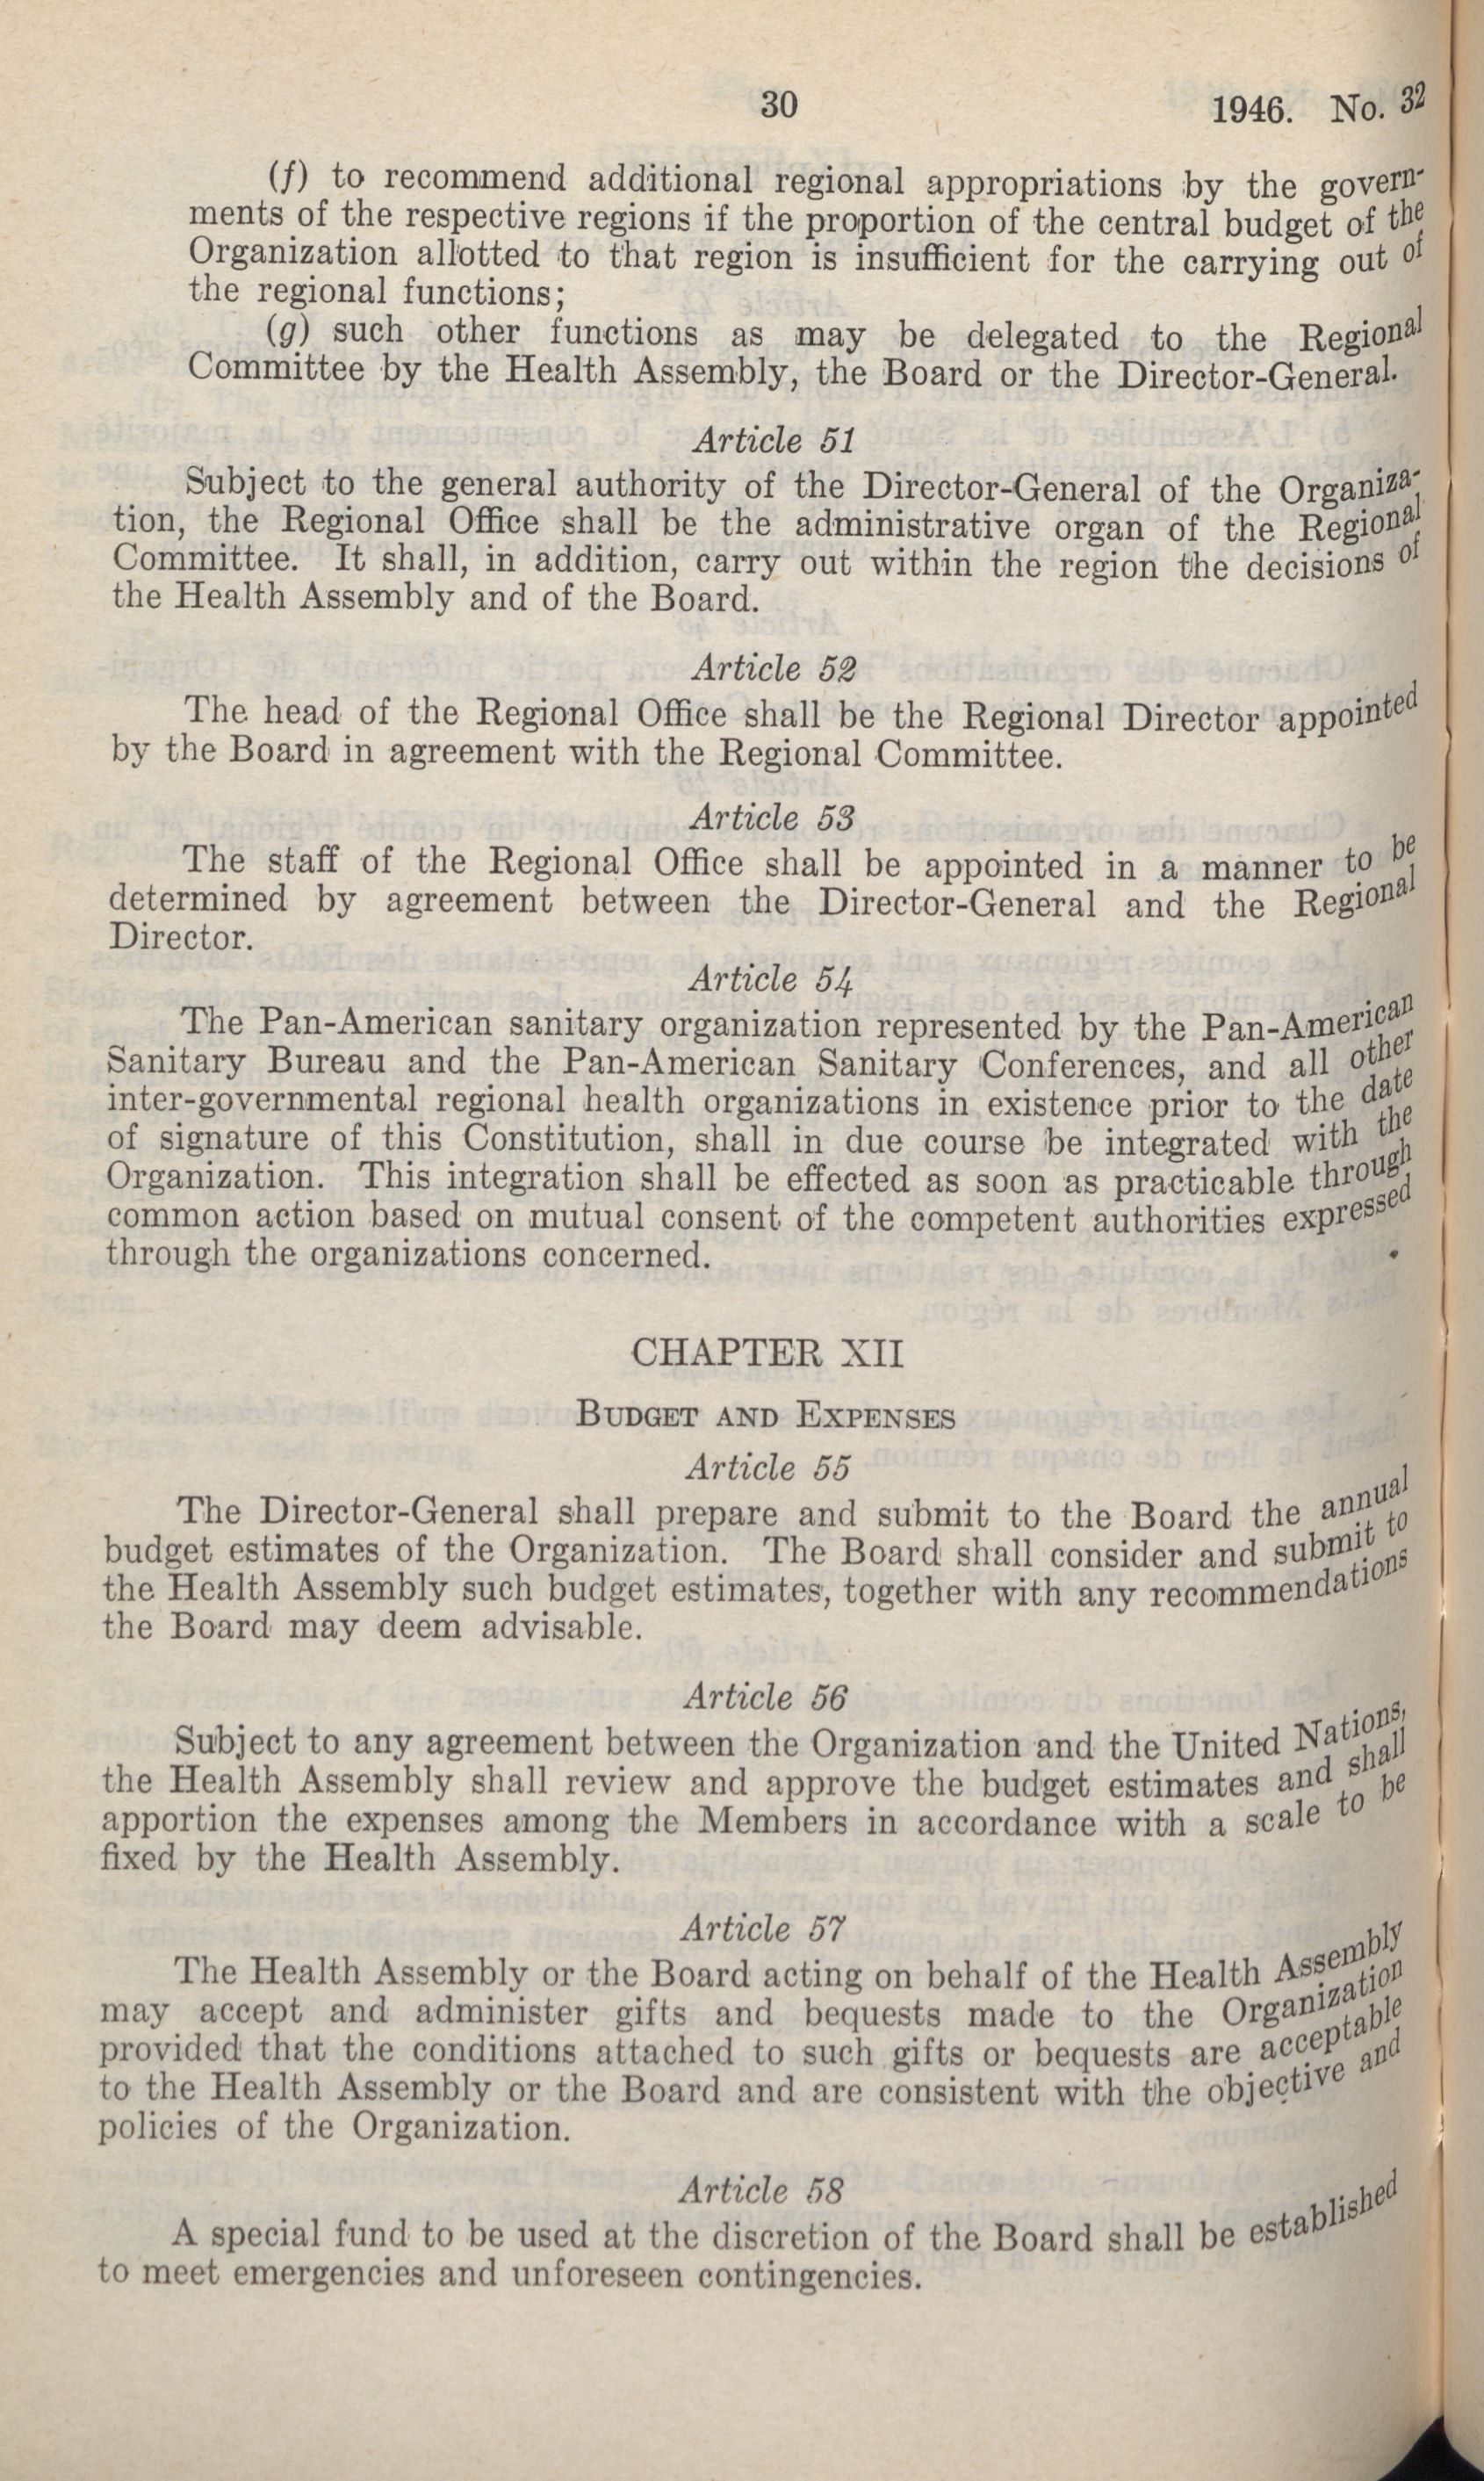 30 1946. No. 32
(f) to recommend additional regional appropriations by the govern-
ments of the respective regions if the proportion of the central budget of the
Organization allotted to that region is insufficient for the carrying out of
the regional functions;
(g) such other functions as may be delegated to the Regional
Committee by the Health Assembly, the Board or the Director-General.
Article 51
Subject to the general authority of the Director-General of the Organiza-
tion, the Regional Office shall be the administrative organ of the Regional
Committee. It shall, in addition, carry out within the region the decisions of
the Health Assembly and of the Board.
Article 52
The head of the Regional Office shall be the Regional Director appointed
by the Board in agreement with the Regional Committee.
Article 53
The staff of the Regional Office shall be appointed in a manner to be
determined by agreement between the Director-General and the Regional
Director.
Article 54
The Pan-American sanitary organization represented by the Pan-American
Sanitary Bureau and the Pan-American Sanitary Conferences, and all other
inter-governmental regional health organizations in existence prior to the date
of signature of this Constitution, shall in due course be integrated with the
Organization. This integration shall be effected as soon as practicable through
common action based on mutual consent of the competent authorities expressed
through the organizations concerned.
CHAPTER XII
BUDGET AND EXPENSES
Article 55
The Director-General shall prepare and submit to the Board the annual
budget estimates of the Organization. The Board shall consider and submit to
the Health Assembly such budget estimates, together with any recommendations
the Board may deem advisable.
Article 56
Subject to any agreement between the Organization and the United Nations,
the Health Assembly shall review and approve the budget estimates and shall
apportion the expenses among the Members in accordance with a scale to be
fixed by the Health Assembly.
Article 57
The Health Assembly or the Board acting on behalf of the Health Assembly
may accept and administer gifts and bequests made to the Organization
provided that the conditions attached to such gifts or bequests are acceptable
to the Health Assembly or the Board and are consistent with the objective and
policies of the Organization.
Article 58
A special fund to be used at the discretion of the Board shall be established
to meet emergencies and unforeseen contingencies.